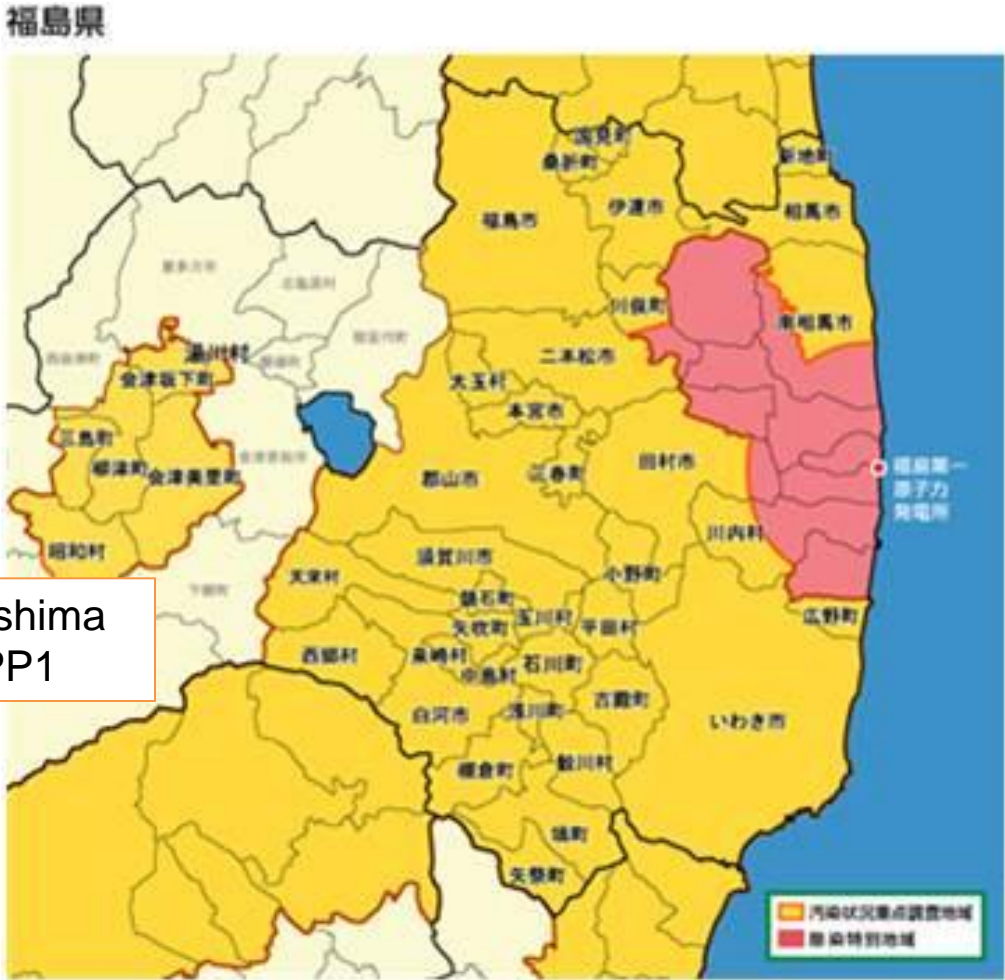 福島県
国見町
桑折町
新地町
伊達市
相馬市
福島市
川俣町
南相馬市
湯川村
二本松市
会津坂下町
大玉村
本宮市
三島町
柳津町
会津美里町
郡山市
三春町
田村市
福島第一
原子力
発電所
川内村
昭和村
須賀川市
小野町
天栄村
鏡石町
玉川村
平田村
広野町
shima
PP1
矢吹町
西郷村
泉崎村
石川町
中島村
白河市
浅川町
古殿町
いわき市
棚倉町
鮫川村
塙町
矢祭町
汚染状況重点調査地域
除染特別地域